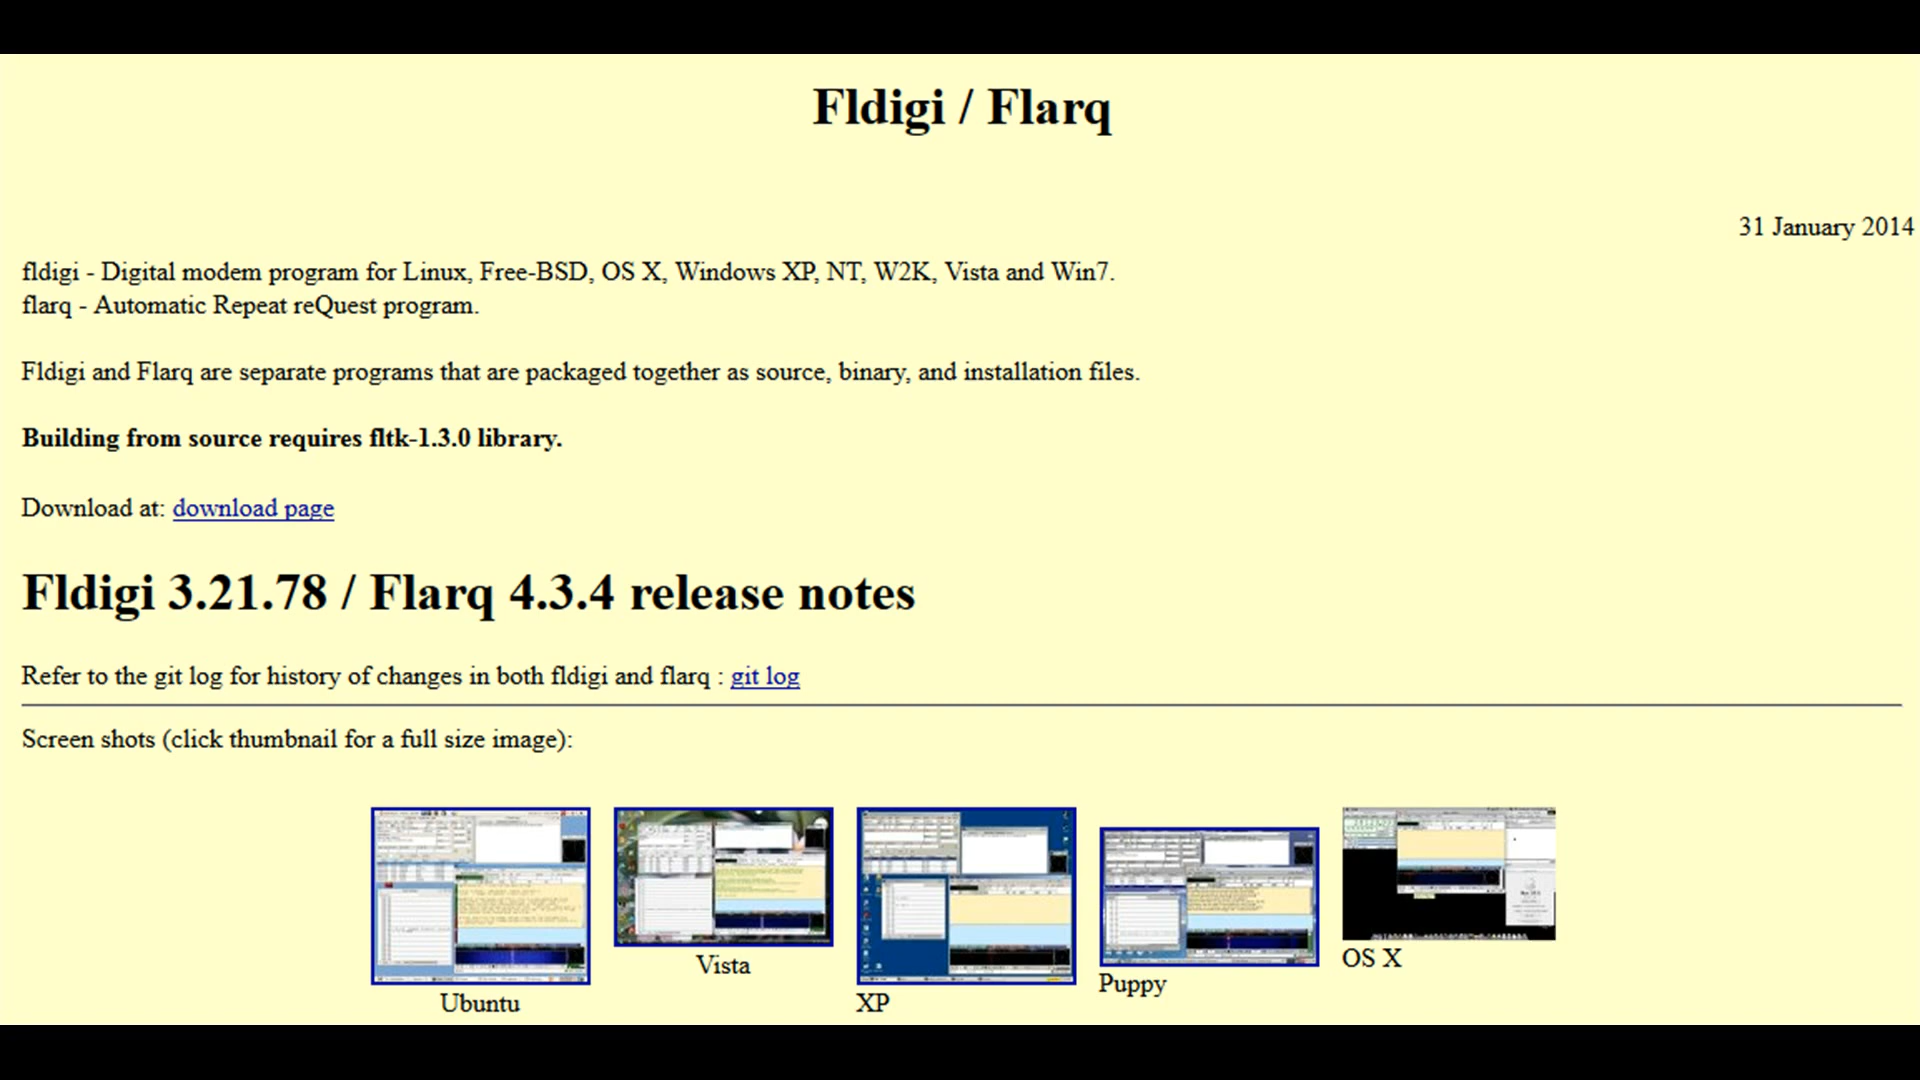 Fldigi / Flarq
31 January 2014
fldigi - Digital modem program for Linux, Free-BSD, OS X, Windows XP, NT, W2K, Vista and Win7.
flarq - Automatic Repeat reQuest program.
Fldigi and Flarq are separate programs that are packaged together as source, binary, and installation files.
Building from source requires fltk-1.3.0 library.
Download at: download page
Fldigi 3.21.78 / Flarq 4.3.4 release notes
Refer to the git log for history of changes in both fldigi and flarq : git log
Screen shots (click thumbnail for a full size image):
Ubuntu
Vista
XP
Puppy
OS X